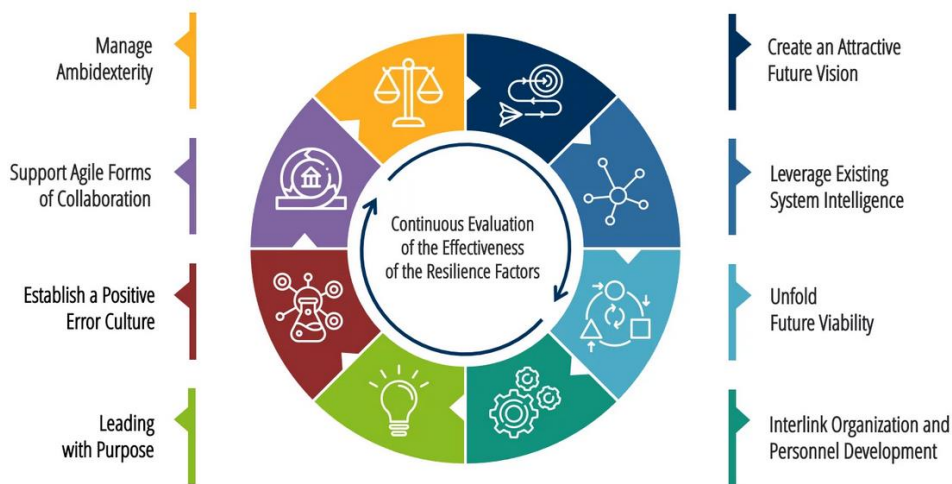 Manage
Ambidexterity
Support Agile Forms
of Collaboration
Establish a Positive
Error Culture
Leading
with Purpose
Continuous Evaluation
of the Effectiveness
of the Resilience Factors
Create an Attractive
Future Vision
Leverage Existing
System Intelligence
Unfold
Future Viability
Interlink Organization and
Personnel Development